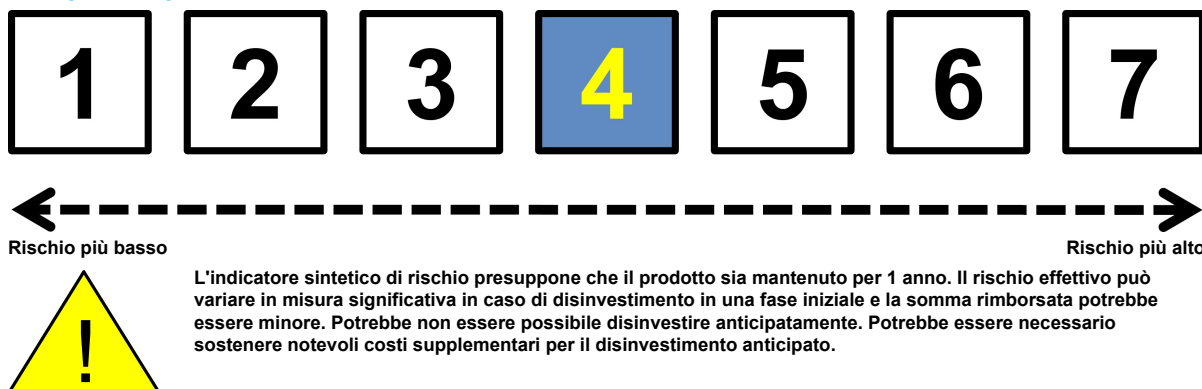 1 2 3 4 5 6 7
Rischio più basso Rischio più alto
L'indicatore sintetico di rischio presuppone che il prodotto sia mantenuto per 1 anno. Il rischio effettivo può
variare in misura significativa in caso di disinvestimento in una fase iniziale e la somma rimborsata potrebbe
essere minore. Potrebbe non essere possibile disinvestire anticipatamente. Potrebbe essere necessario
sostenere notevoli costi supplementari per il disinvestimento anticipato.
!